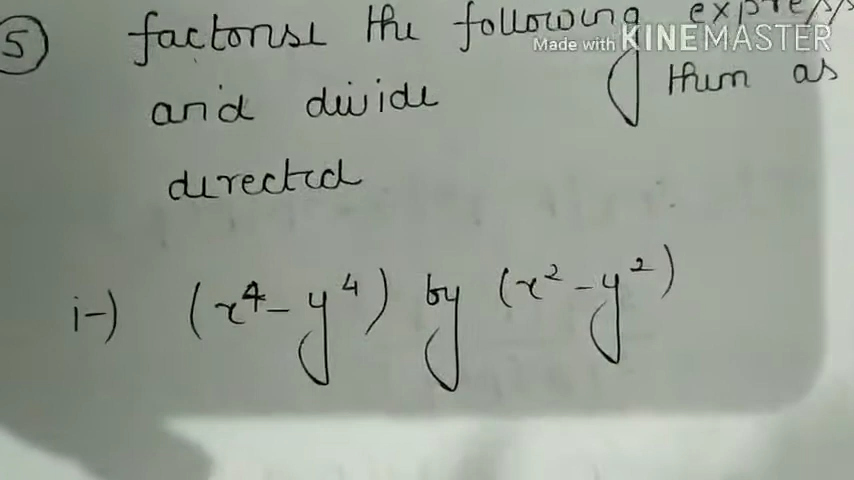 5 factorise the following
Made with KINEMASTER
and divide them as
directed
i-) (x⁴ - y⁴) by (x² - y²)